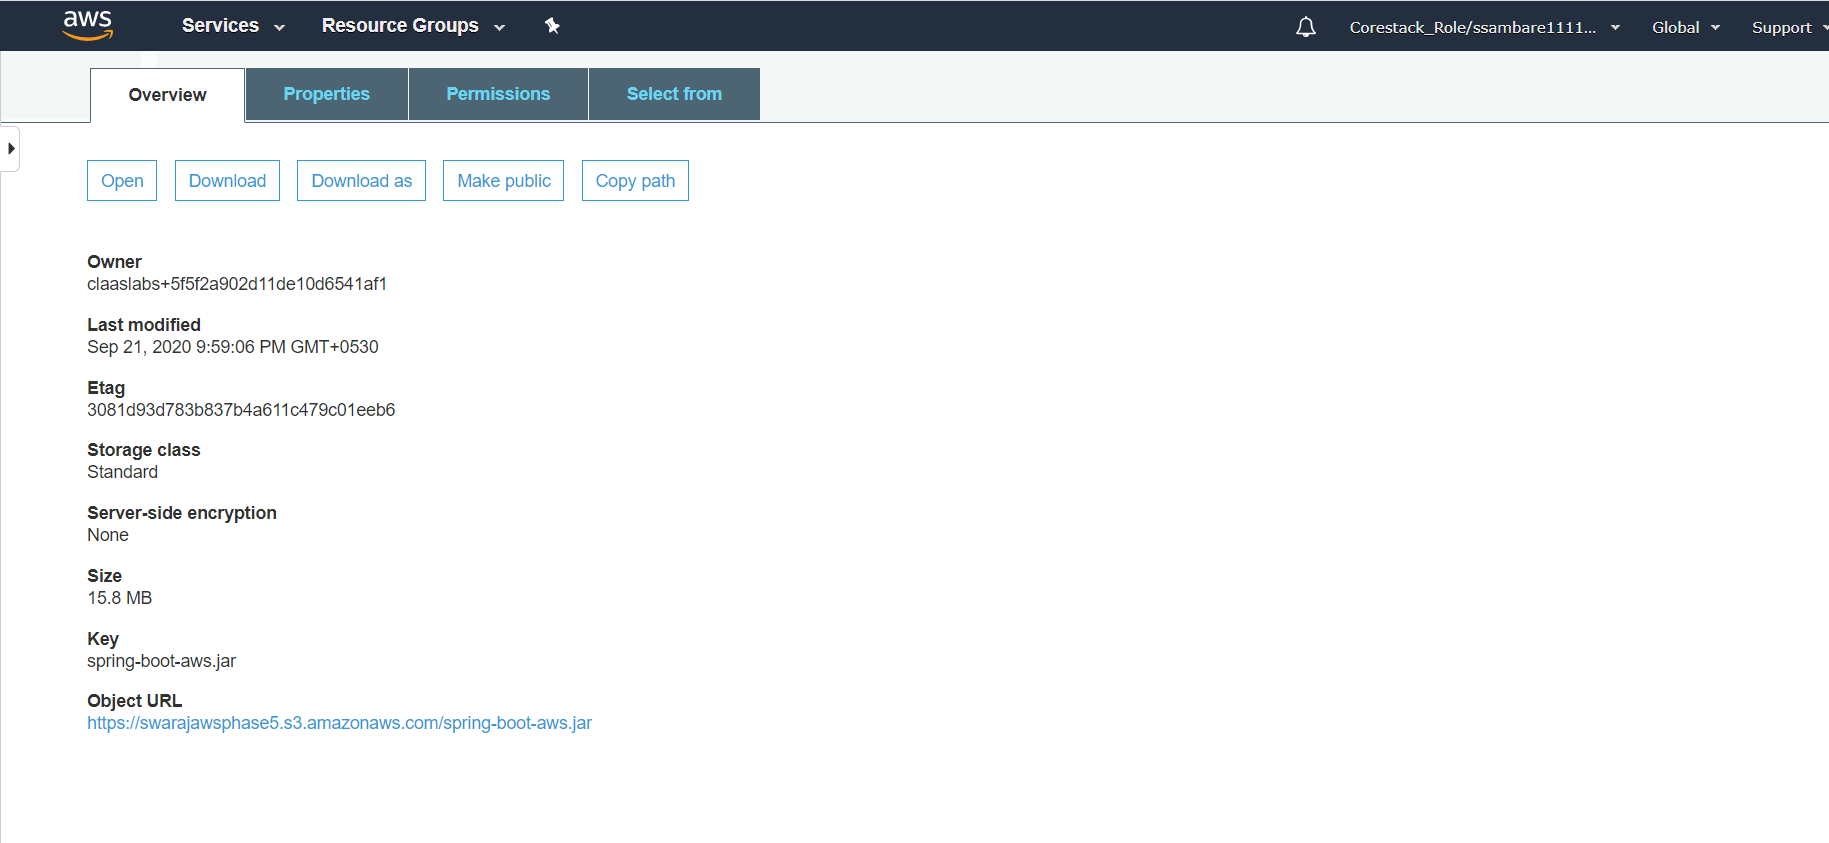 aws Services Resource Groups Corestack_Role/ssambare1111... Global Support
Overview Properties Permissions Select from
Open Download Download as Make public Copy path
Owner
claaslabs+5f5f2a902d11de10d6541af1
Last modified
Sep 21, 2020 9:59:06 PM GMT+0530
Etag
3081d93d783b837b4a611c479c01eeb6
Storage class
Standard
Server-side encryption
None
Size
15.8 MB
Key
spring-boot-aws.jar
Object URL
https://swarajawsphase5.s3.amazonaws.com/spring-boot-aws.jar